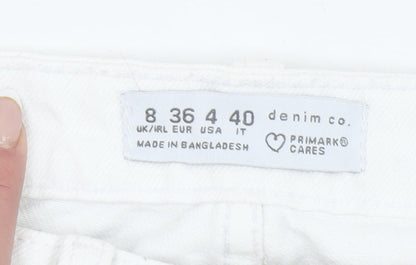 8 36 4 40 denim co.
UK/IRL EUR USA IT
MADE IN BANGLADESH
PRIMARK®
CARES